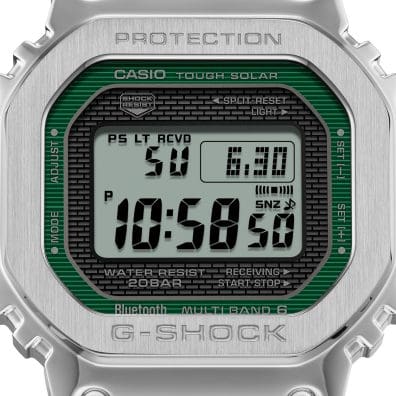 PROTECTION
CASIO TOUGH SOLAR
SHOCK RESIST
SPLIT·RESET
LIGHT
ADJUST
SET [—]
PS LT RCVD
SU 6.30
P
SNZ
10:58 50
MODE
SET [+]
WATER RESIST RECEIVING
20BAR START·STOP
Bluetooth MULTI BAND 6
G-SHOCK